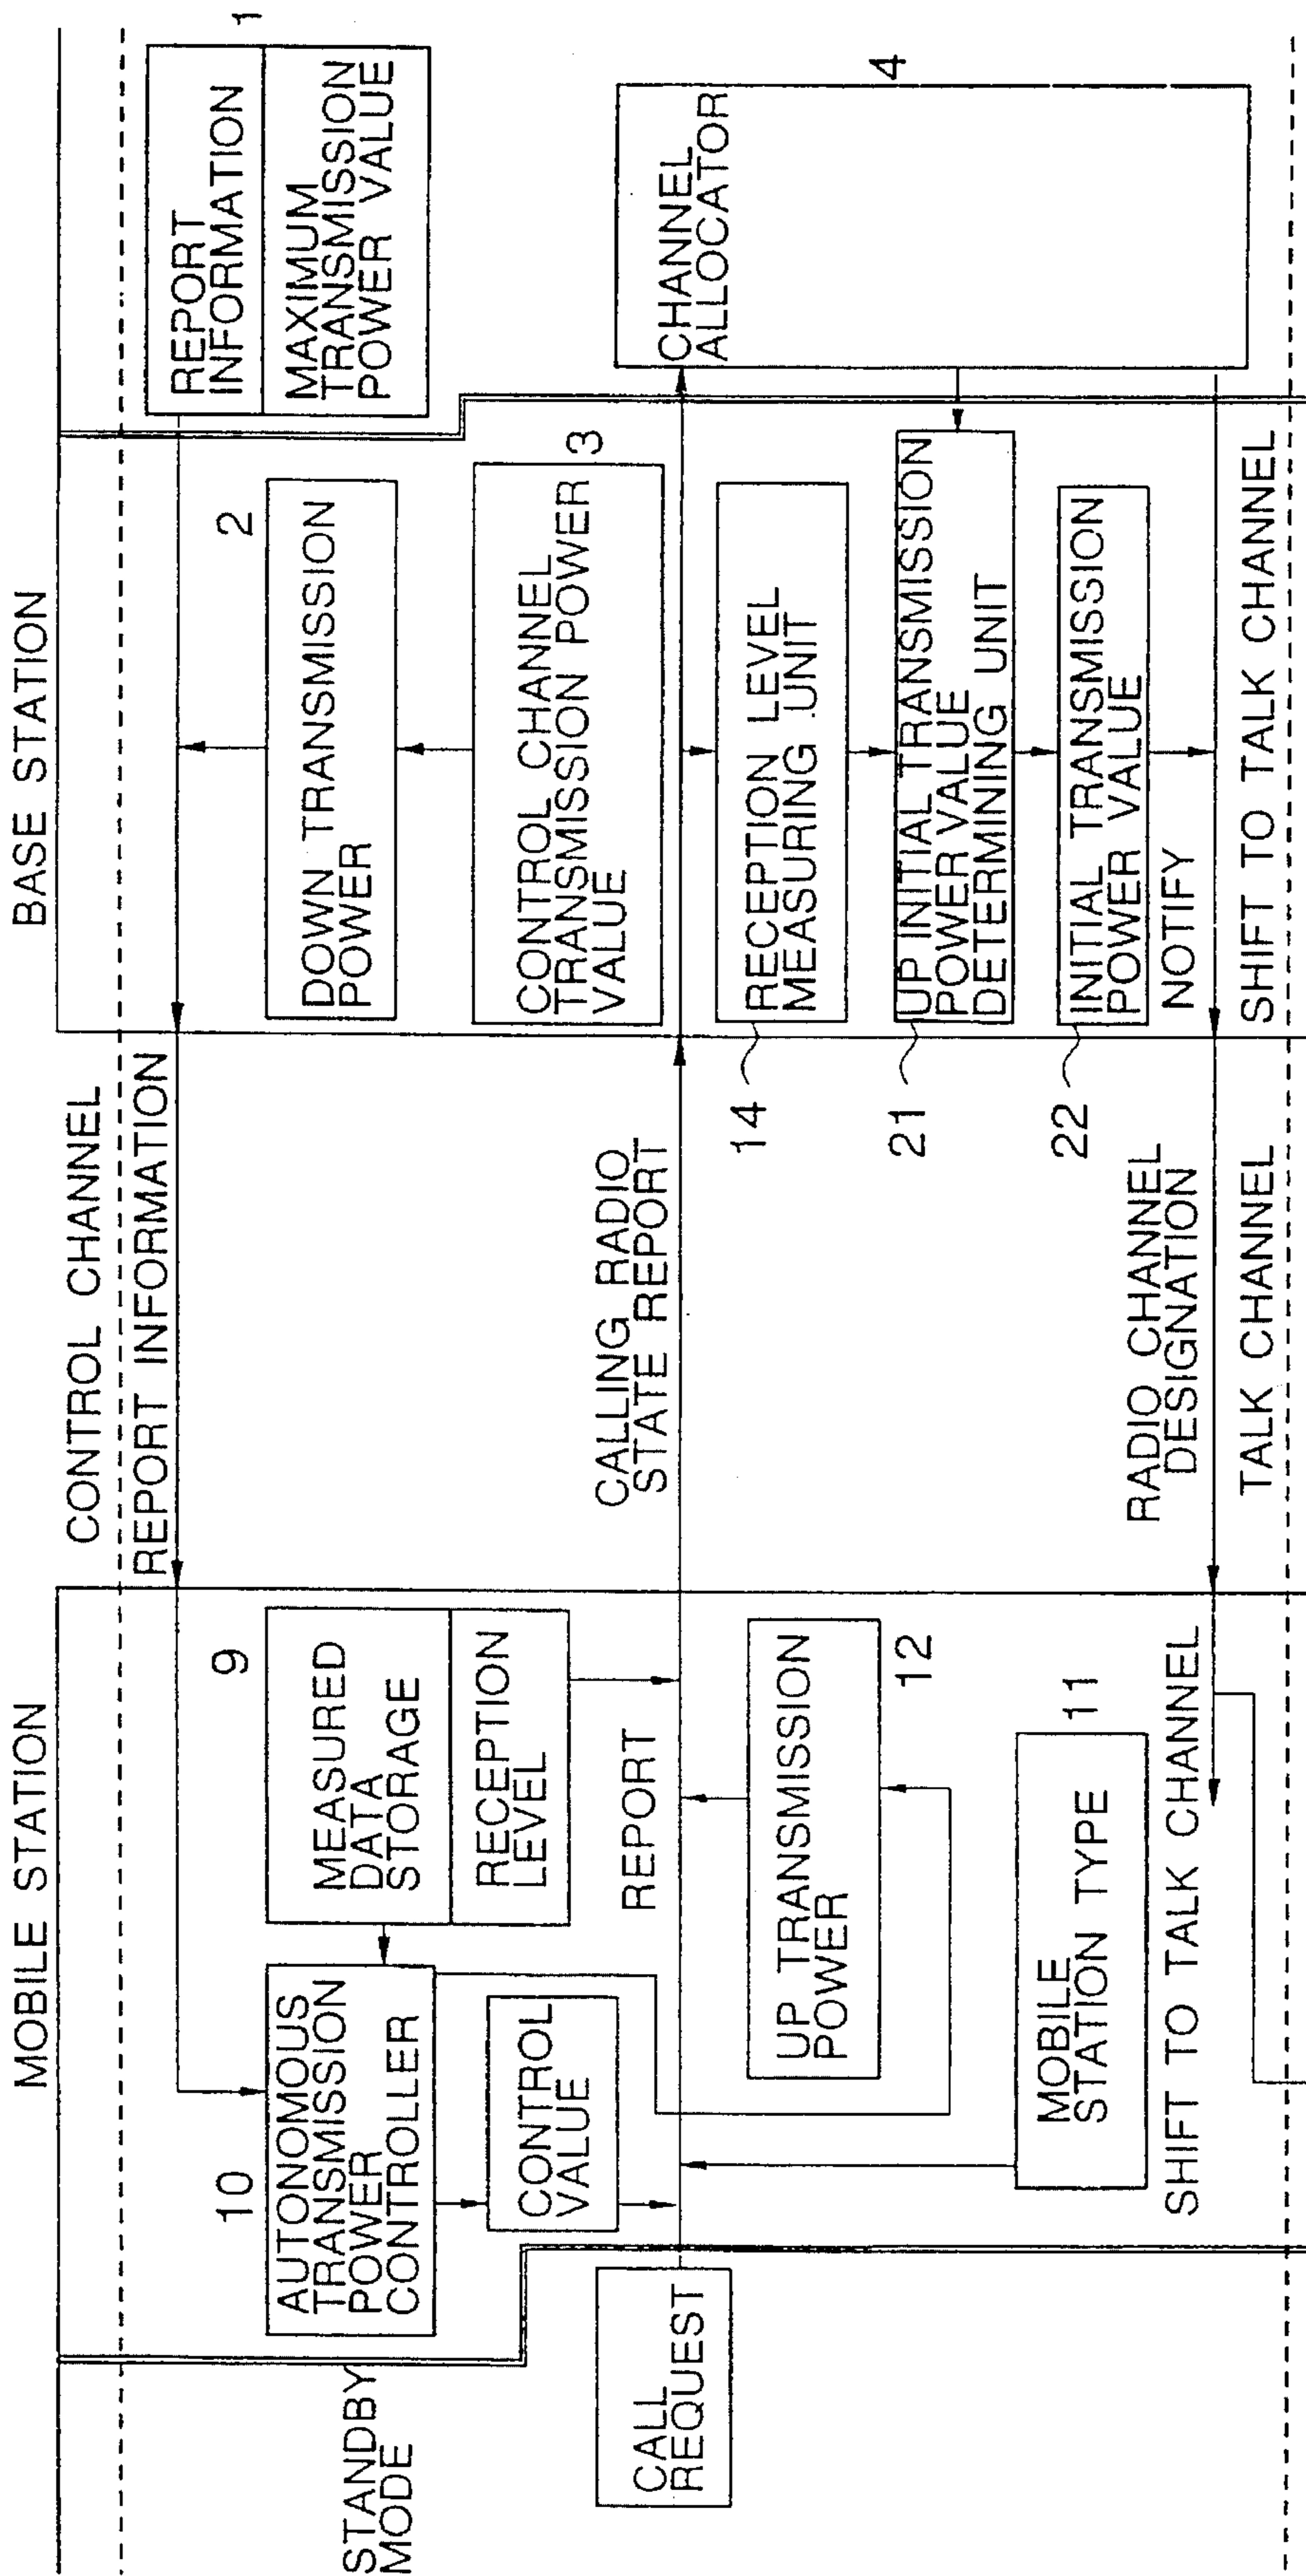 MOBILE STATION
BASE STATION
CONTROL CHANNEL
REPORT INFORMATION
STANDBY
MODE
10
AUTONOMOUS
TRANSMISSION
POWER
CONTROLLER
9
MEASURED
DATA
STORAGE
RECEPTION
LEVEL
CONTROL
VALUE
CALL
REQUEST
REPORT
UP TRANSMISSION
POWER
12
MOBILE
STATION TYPE
11
SHIFT TO TALK CHANNEL
CALLING RADIO
STATE REPORT
RADIO CHANNEL
DESIGNATION
TALK CHANNEL
2
DOWN TRANSMISSION
POWER
CONTROL CHANNEL
TRANSMISSION POWER
VALUE
3
14
RECEPTION LEVEL
MEASURING UNIT
21
UP INITIAL TRANSMISSION
POWER VALUE
DETERMINING UNIT
22
INITIAL TRANSMISSION
POWER VALUE
NOTIFY
SHIFT TO TALK CHANNEL
1
REPORT
INFORMATION
MAXIMUM
TRANSMISSION
POWER VALUE
4
CHANNEL
ALLOCATOR